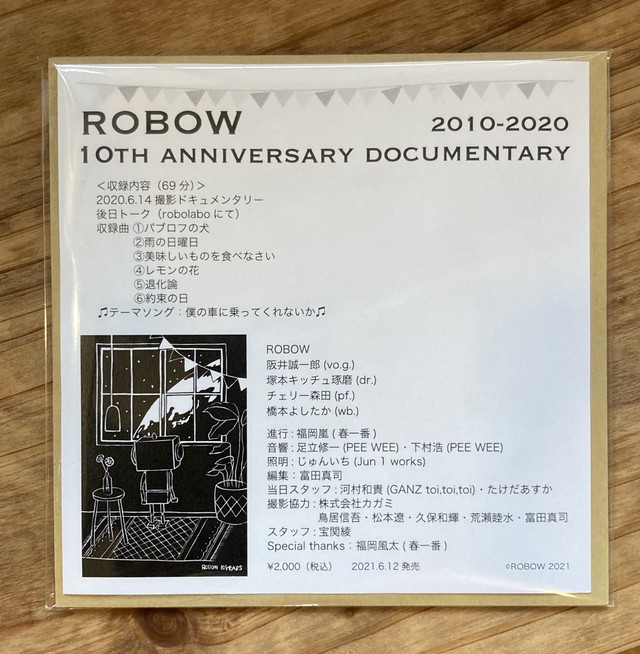 ROBOW 2010-2020
10TH ANNIVERSARY DOCUMENTARY
＜収録内容（69分）＞
2020.6.14 撮影ドキュメンタリー
後日トーク（robolaboにて）
収録曲 ①パブロフの犬
②雨の日曜日
③美味しいものを食べなさい
④レモンの花
⑤退化論
⑥約束の日
♫テーマソング：僕の車に乗ってくれないか♫
ROBOW
阪井誠一郎 (vo.g.)
塚本キッチュ琢磨 (dr.)
チェリー森田 (pf.)
橋本よしたか (wb.)
進行 : 福岡嵐 ( 春一番 )
音響 : 足立修一 (PEE WEE)・下村浩 (PEE WEE)
照明 : じゅんいち (Jun 1 works)
編集：富田真司
当日スタッフ : 河村和貴 (GANZ toi,toi,toi)・たけだあすか
撮影協力 : 株式会社カガミ
鳥居信吾・松本遼・久保和輝・荒瀬睦水・富田真司
スタッフ : 宝関綾
Special thanks：福岡風太 ( 春一番 )
¥2,000（税込） 2021.6.12 発売 ©ROBOW 2021
ROBOW 10YEARS